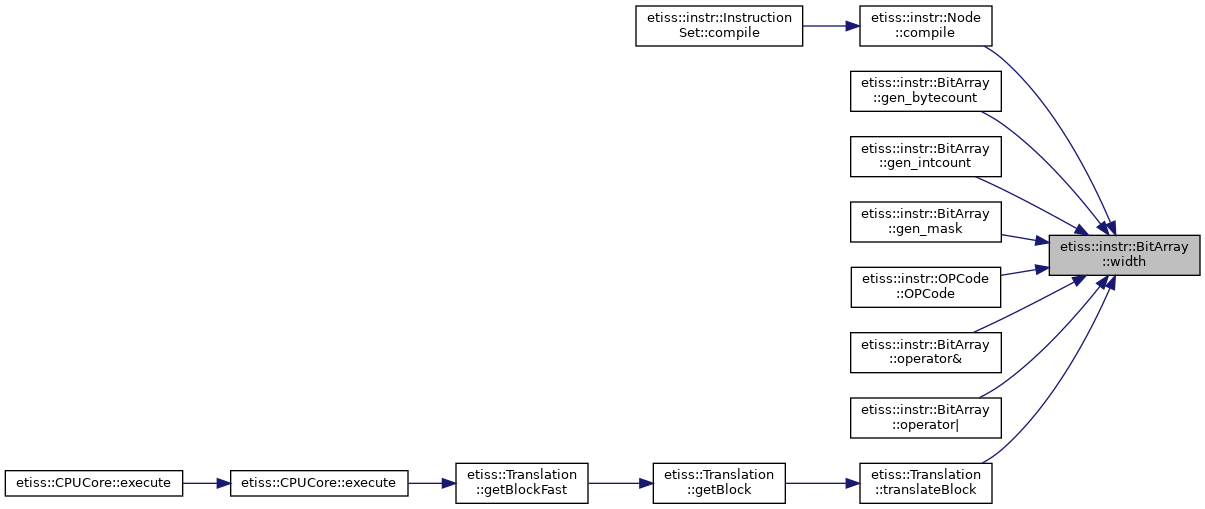 etiss::instr::Instruction
Set::compile
etiss::instr::Node
::compile
etiss::instr::BitArray
::gen_bytecount
etiss::instr::BitArray
::gen_intcount
etiss::instr::BitArray
::gen_mask
etiss::instr::BitArray
::width
etiss::instr::OPCode
::OPCode
etiss::instr::BitArray
::operator&
etiss::instr::BitArray
::operator|
etiss::CPUCore::execute
etiss::CPUCore::execute
etiss::Translation
::getBlockFast
etiss::Translation
::getBlock
etiss::Translation
::translateBlock